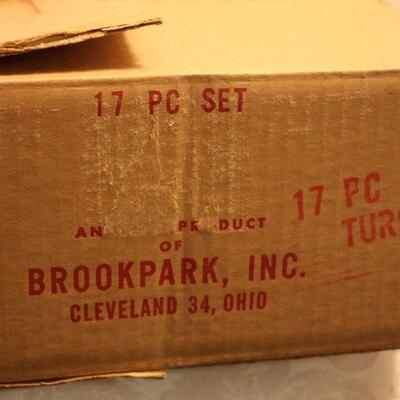 17 PC SET
AN PR DUCT
OF
BROOKPARK, INC.
CLEVELAND 34, OHIO
17 PC
TUR